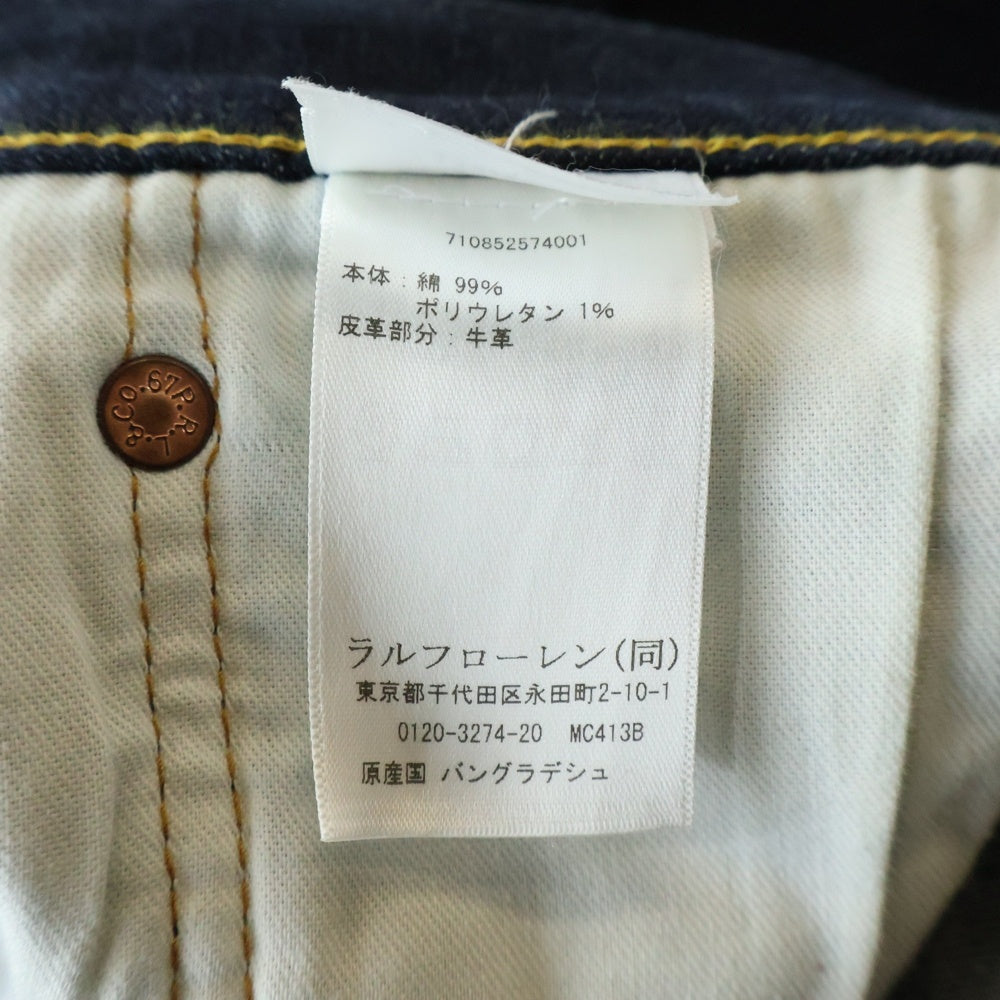 710852574001
本体：綿 99%
ポリウレタン 1%
皮革部分：牛革
ラルフローレン(同)
東京都千代田区永田町2-10-1
0120-3274-20 MC413B
原産国 バングラデシュ
P.R.L.&CO.67